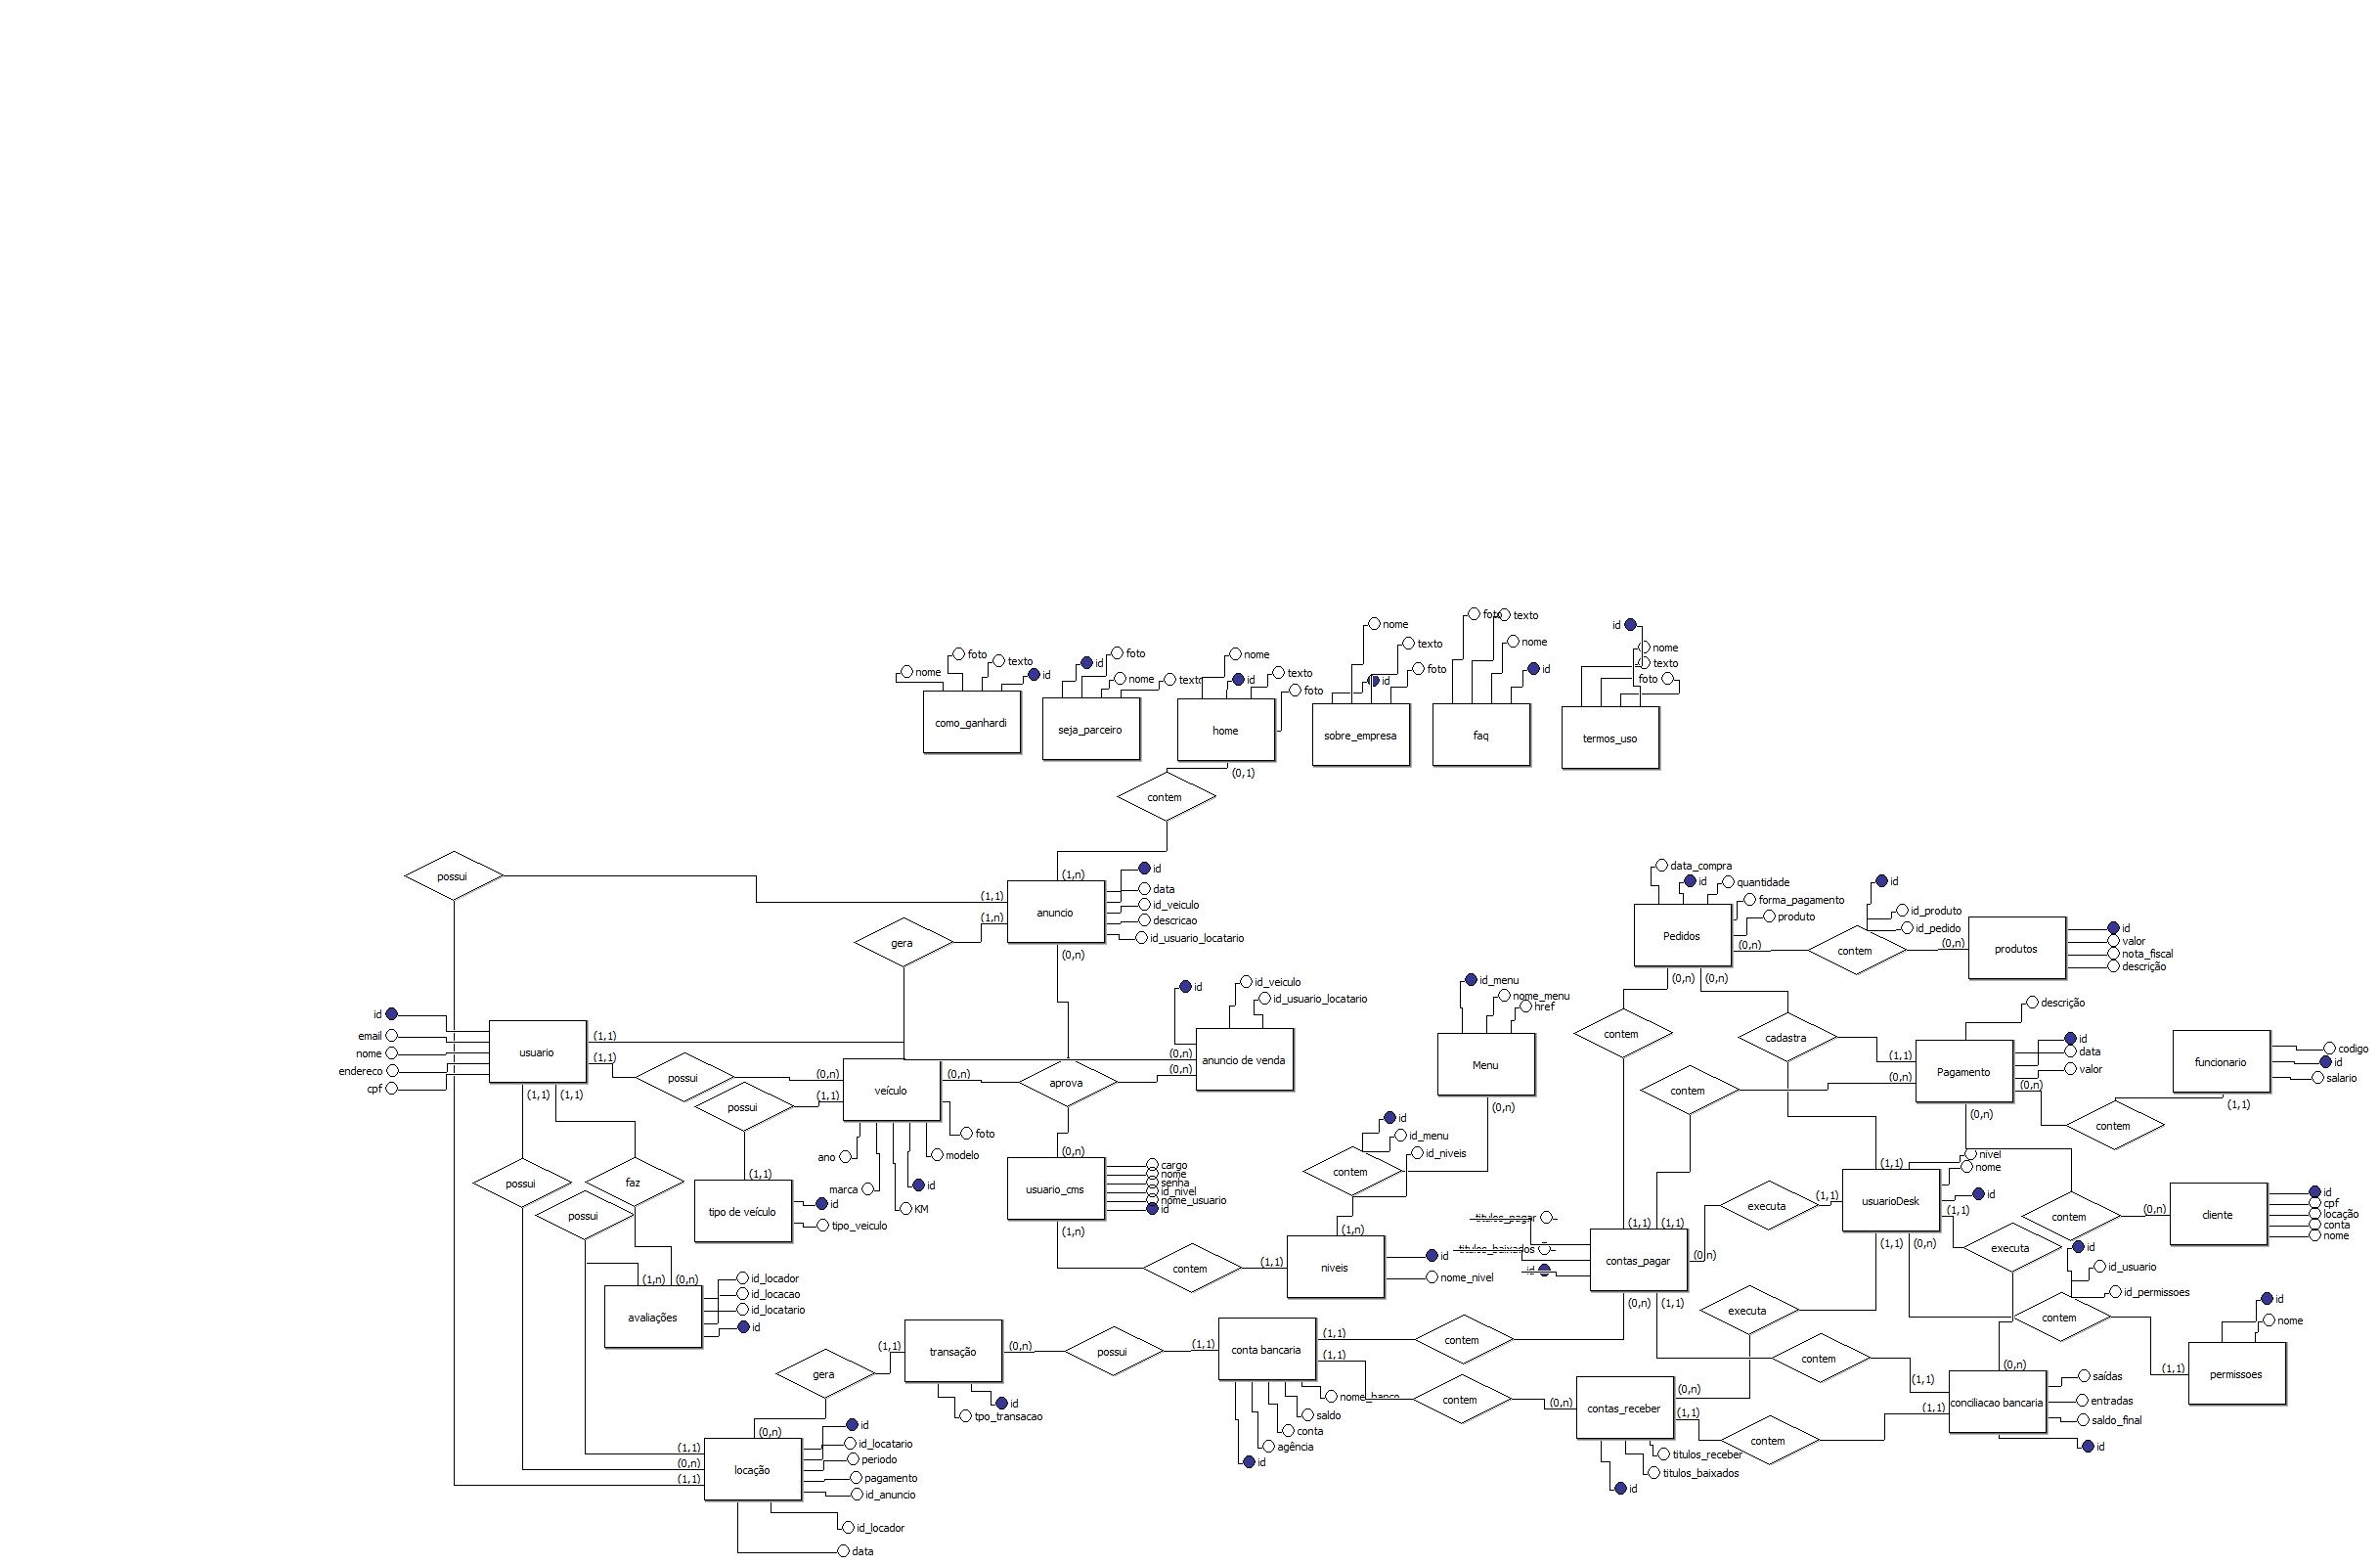 nome
foto
texto
id
como_ganhardi
id
foto
nome
texto
seja_parceiro
nome
id
texto
foto
home
nome
texto
foto
id
sobre_empresa
foto
texto
nome
id
faq
id
nome
texto
foto
termos_uso
(0,1)
contem
possui
(1,1)
(1,n)
(1,n)
anuncio
id
data
id_veiculo
descricao
id_usuario_locatario
(0,n)
gera
id
email
nome
endereco
cpf
usuario
(1,1)
(1,1)
(1,1)
(1,1)
possui
(0,n)
possui
(1,1)
veículo
(0,n)
foto
modelo
ano
marca
id
KM
aprova
(0,n)
(0,n)
id
id_veiculo
id_usuario_locatario
anuncio de venda
(0,n)
usuario_cms
cargo
nome
senha
id_nivel
nome_usuario
id
(1,n)
contem
(1,1)
(1,1)
tipo de veículo
id
tipo_veiculo
possui
faz
possui
(1,n)
(0,n)
avaliações
id_locador
id_locacao
id_locatario
id
id_menu
nome_menu
href
Menu
(0,n)
id
id_menu
id_niveis
contem
(1,n)
niveis
id
nome_nivel
gera
(1,1)
transação
(0,n)
id
tpo_transacao
possui
(1,1)
conta bancaria
(1,1)
(1,1)
nome_banco
saldo
conta
agência
id
contem
contem
(0,n)
(0,n)
locação
(1,1)
(0,n)
(1,1)
id
id_locatario
periodo
pagamento
id_anuncio
id_locador
data
data_compra
id
quantidade
forma_pagamento
produto
Pedidos
(0,n)
(0,n)
(0,n)
id
id_produto
id_pedido
contem
(0,n)
produtos
id
valor
nota_fiscal
descrição
contem
cadastra
contem
(1,1)
(0,n)
Pagamento
descrição
id
data
valor
(0,n)
(0,n)
funcionario
codigo
id
salario
(1,1)
contem
(1,1)
usuarioDesk
nivel
nome
id
(1,1)
(1,1)
(0,n)
executa
(1,1)
contem
(0,n)
cliente
id
cpf
locação
conta
nome
executa
id
id_usuario
id_permissoes
contem
(1,1)
id
nome
permissoes
titulos_pagar
titulos_baixados
id
(1,1)
(1,1)
contas_pagar
(0,n)
(0,n)
(1,1)
executa
contem
(1,1)
(0,n)
conciliacao bancaria
saídas
entradas
saldo_final
id
(1,1)
contas_receber
(0,n)
(1,1)
contem
titulos_receber
titulos_baixados
id